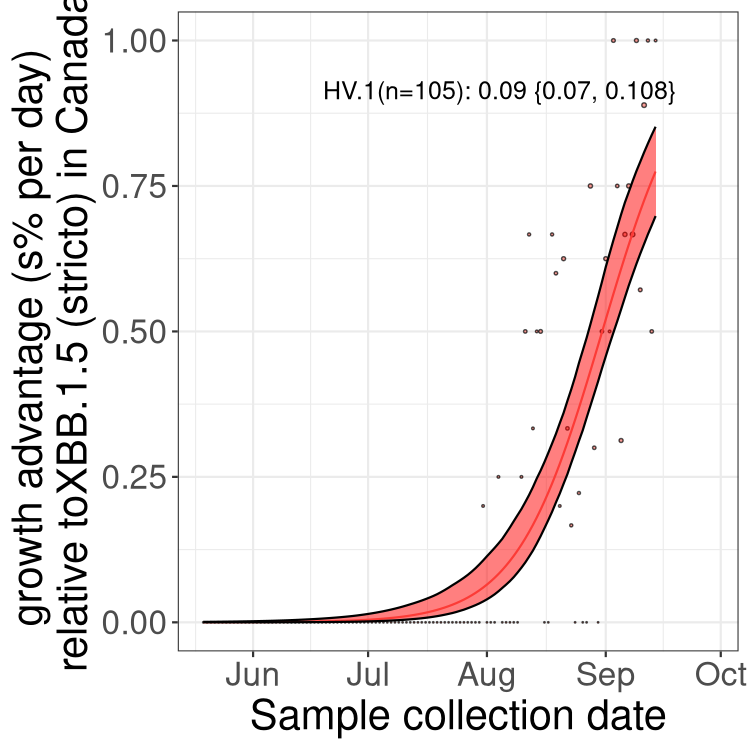 growth advantage (s% per day)
relative toXBB.1.5 (stricto) in Canada
1.00
0.75
0.50
0.25
0.00
HV.1(n=105): 0.09 {0.07, 0.108}
Jun Jul Aug Sep Oct
Sample collection date